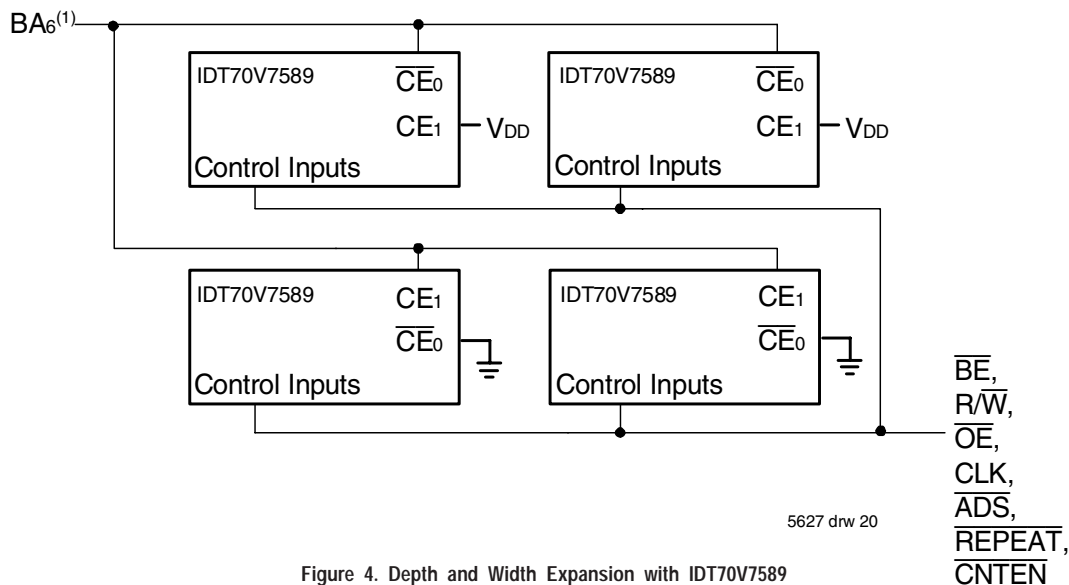 BA6(1)
IDT70V7589
CE0
CE1
VDD
Control Inputs
IDT70V7589
CE0
CE1
VDD
Control Inputs
IDT70V7589
CE1
CE0
Control Inputs
IDT70V7589
CE1
CE0
Control Inputs
BE,
R/W,
OE,
CLK,
ADS,
REPEAT,
CNTEN
5627 drw 20
Figure 4. Depth and Width Expansion with IDT70V7589